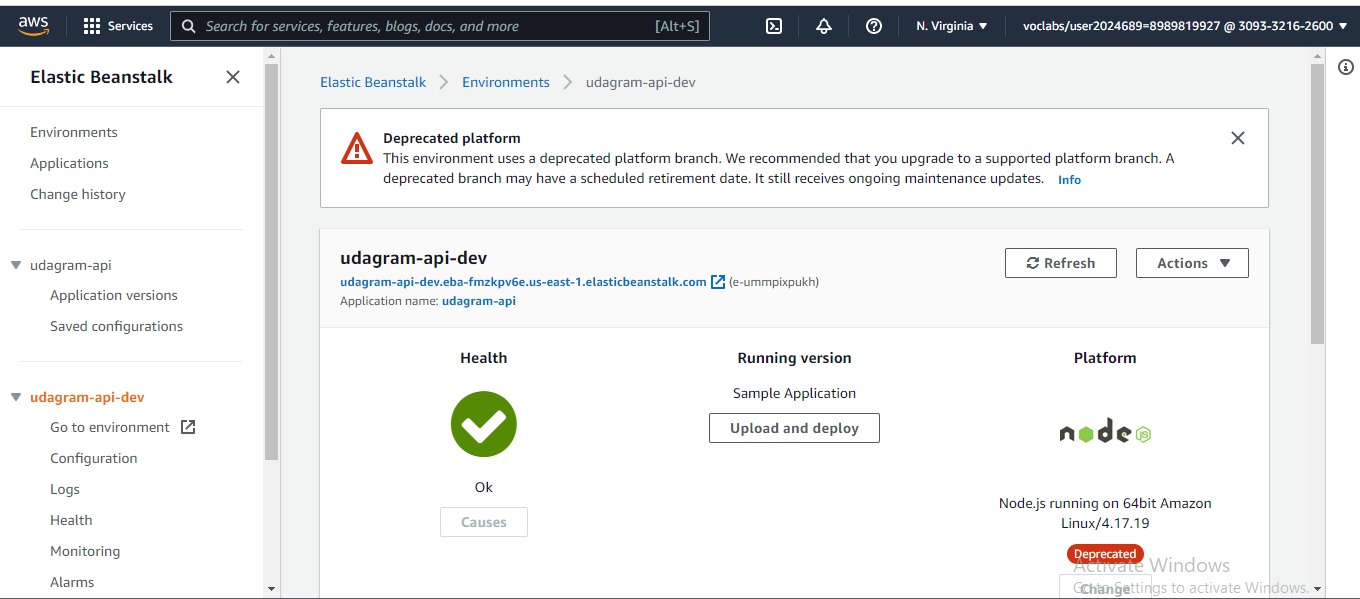 aws
Services
Search for services, features, blogs, docs, and more
[Alt+S]
N. Virginia
voclabs/user2024689=8989819927 @ 3093-3216-2600
Elastic Beanstalk
Environments
Applications
Change history
udagram-api
Application versions
Saved configurations
udagram-api-dev
Go to environment
Configuration
Logs
Health
Monitoring
Alarms
Elastic Beanstalk
Environments
udagram-api-dev
Deprecated platform
This environment uses a deprecated platform branch. We recommended that you upgrade to a supported platform branch. A
deprecated branch may have a scheduled retirement date. It still receives ongoing maintenance updates. Info
udagram-api-dev
udagram-api-dev.eba-fmzkpv6e.us-east-1.elasticbeanstalk.com (e-ummpixpukh)
Application name: udagram-api
Refresh
Actions
Health
Ok
Causes
Running version
Sample Application
Upload and deploy
Platform
node JS
Node.js running on 64bit Amazon
Linux/4.17.19
Deprecated
Change
Activate Windows
Go to Settings to activate Windows.